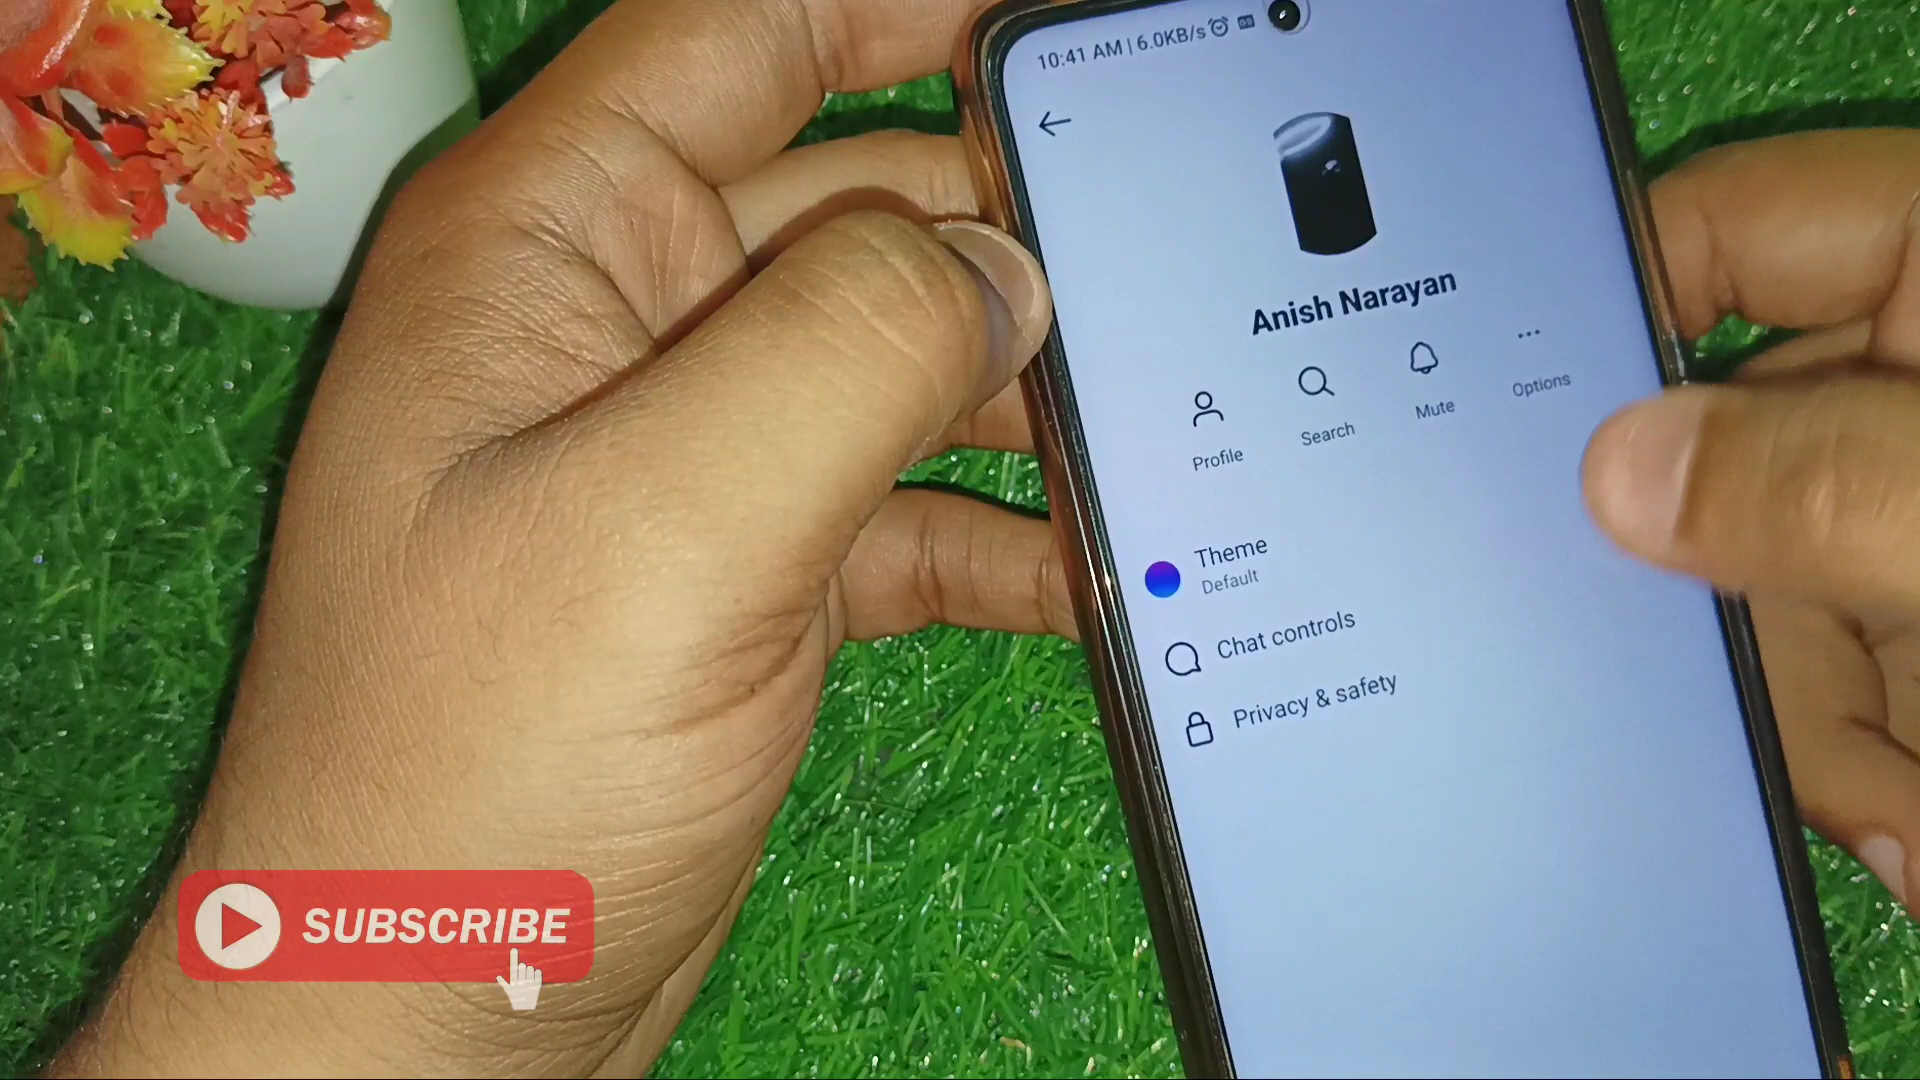 10:41 AM | 6.0KB/s
Anish Narayan
Profile
Search
Mute
Options
Theme
Default
Chat controls
Privacy & safety
SUBSCRIBE